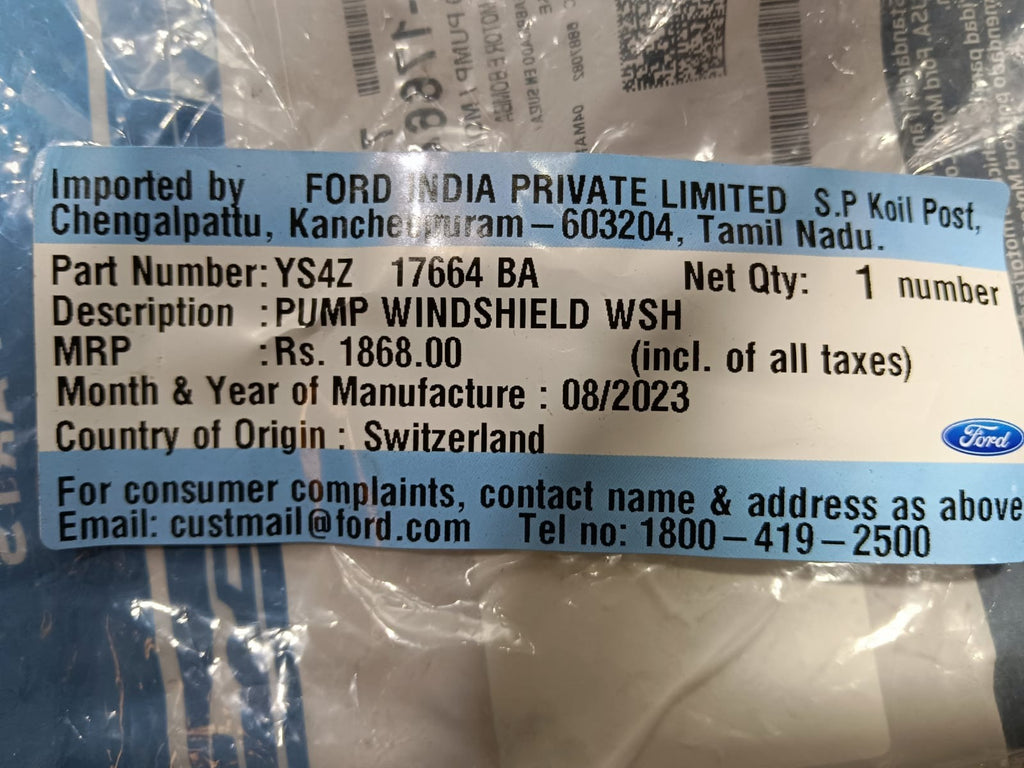 Imported by FORD INDIA PRIVATE LIMITED S.P Koil Post,
Chengalpattu, Kancheepuram – 603204, Tamil Nadu.
Part Number: YS4Z 17664 BA Net Qty: 1 number
Description : PUMP WINDSHIELD WSH
MRP : Rs. 1868.00 (incl. of all taxes)
Month & Year of Manufacture : 08/2023
Country of Origin : Switzerland
Ford
For consumer complaints, contact name & address as above
Email: custmail@ford.com Tel no: 1800 – 419 – 2500